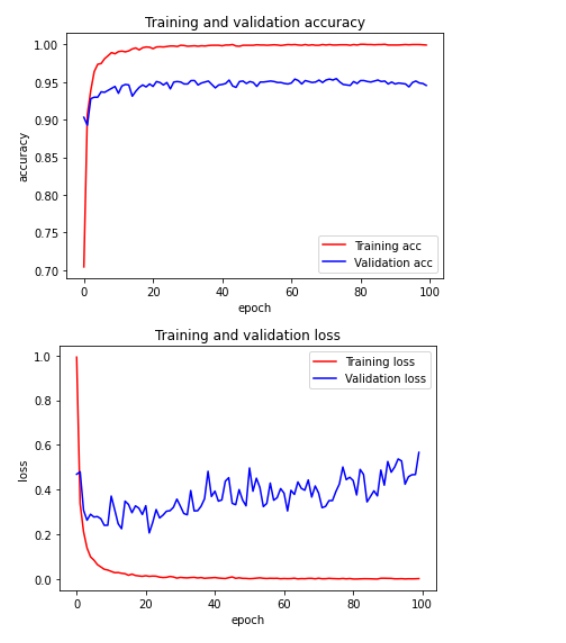 Training and validation accuracy
1.00
0.95
0.90
0.85
0.80
0.75
0.70
accuracy
Training acc
Validation acc
0 20 40 60 80 100
epoch
Training and validation loss
1.0
0.8
0.6
0.4
0.2
0.0
loss
Training loss
Validation loss
0 20 40 60 80 100
epoch